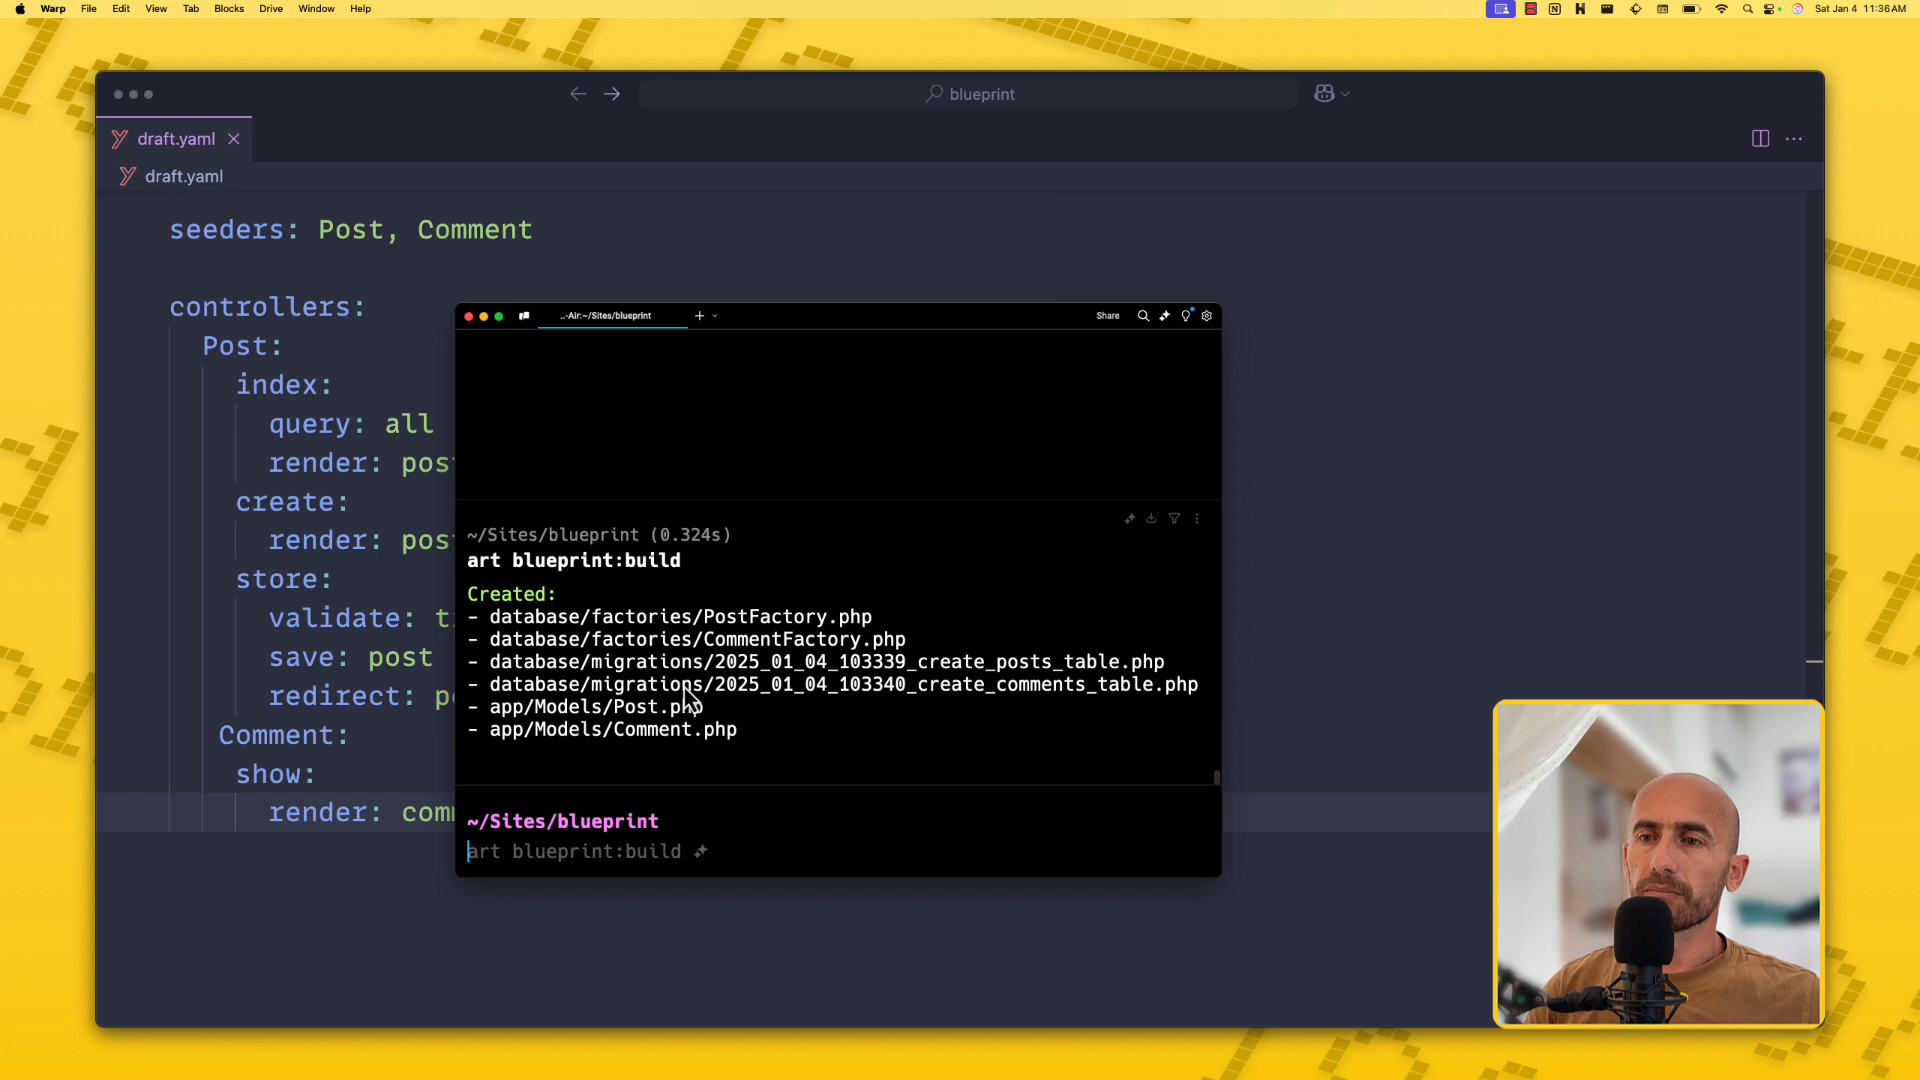 Warp File Edit View Tab Blocks Drive Window Help
Sat Jan 4 11:36 AM
blueprint
draft.yaml
draft.yaml
seeders: Post, Comment
controllers:
Post:
index:
query: all
render: pos
create:
render: pos
store:
validate: ti
save: post
redirect: po
Comment:
show:
render: com
..-Air:~/Sites/blueprint
Share
~/Sites/blueprint (0.324s)
art blueprint:build
Created:
- database/factories/PostFactory.php
- database/factories/CommentFactory.php
- database/migrations/2025_01_04_103339_create_posts_table.php
- database/migrations/2025_01_04_103340_create_comments_table.php
- app/Models/Post.php
- app/Models/Comment.php
~/Sites/blueprint
art blueprint:build